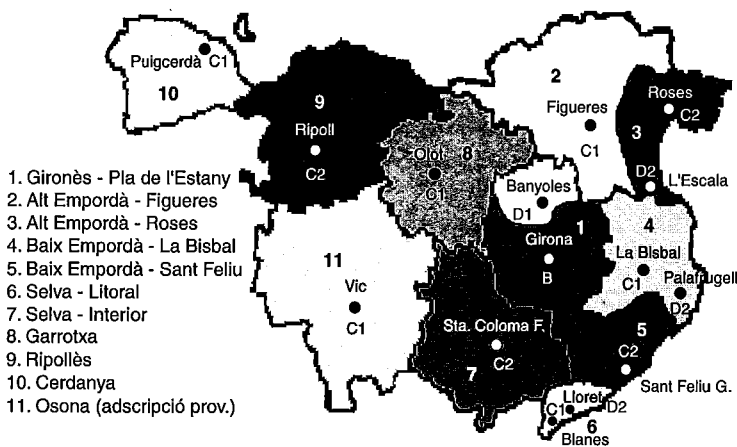 Puigcerdà C1
10
9
Ripoll
C2
2
Figueres
C1
Roses
C2
3
D2
L'Escala
Olot
8
C1
Banyoles
D1
1
Girona
B
4
La Bisbal
C1
Palafrugell
D2
11
Vic
C1
Sta. Coloma F.
C2
7
5
C2
Sant Feliu G.
Lloret
C1
D2
6
Blanes
1. Gironès - Pla de l'Estany
2. Alt Empordà - Figueres
3. Alt Empordà - Roses
4. Baix Empordà - La Bisbal
5. Baix Empordà - Sant Feliu
6. Selva - Litoral
7. Selva - Interior
8. Garrotxa
9. Ripollès
10. Cerdanya
11. Osona (adscripció prov.)